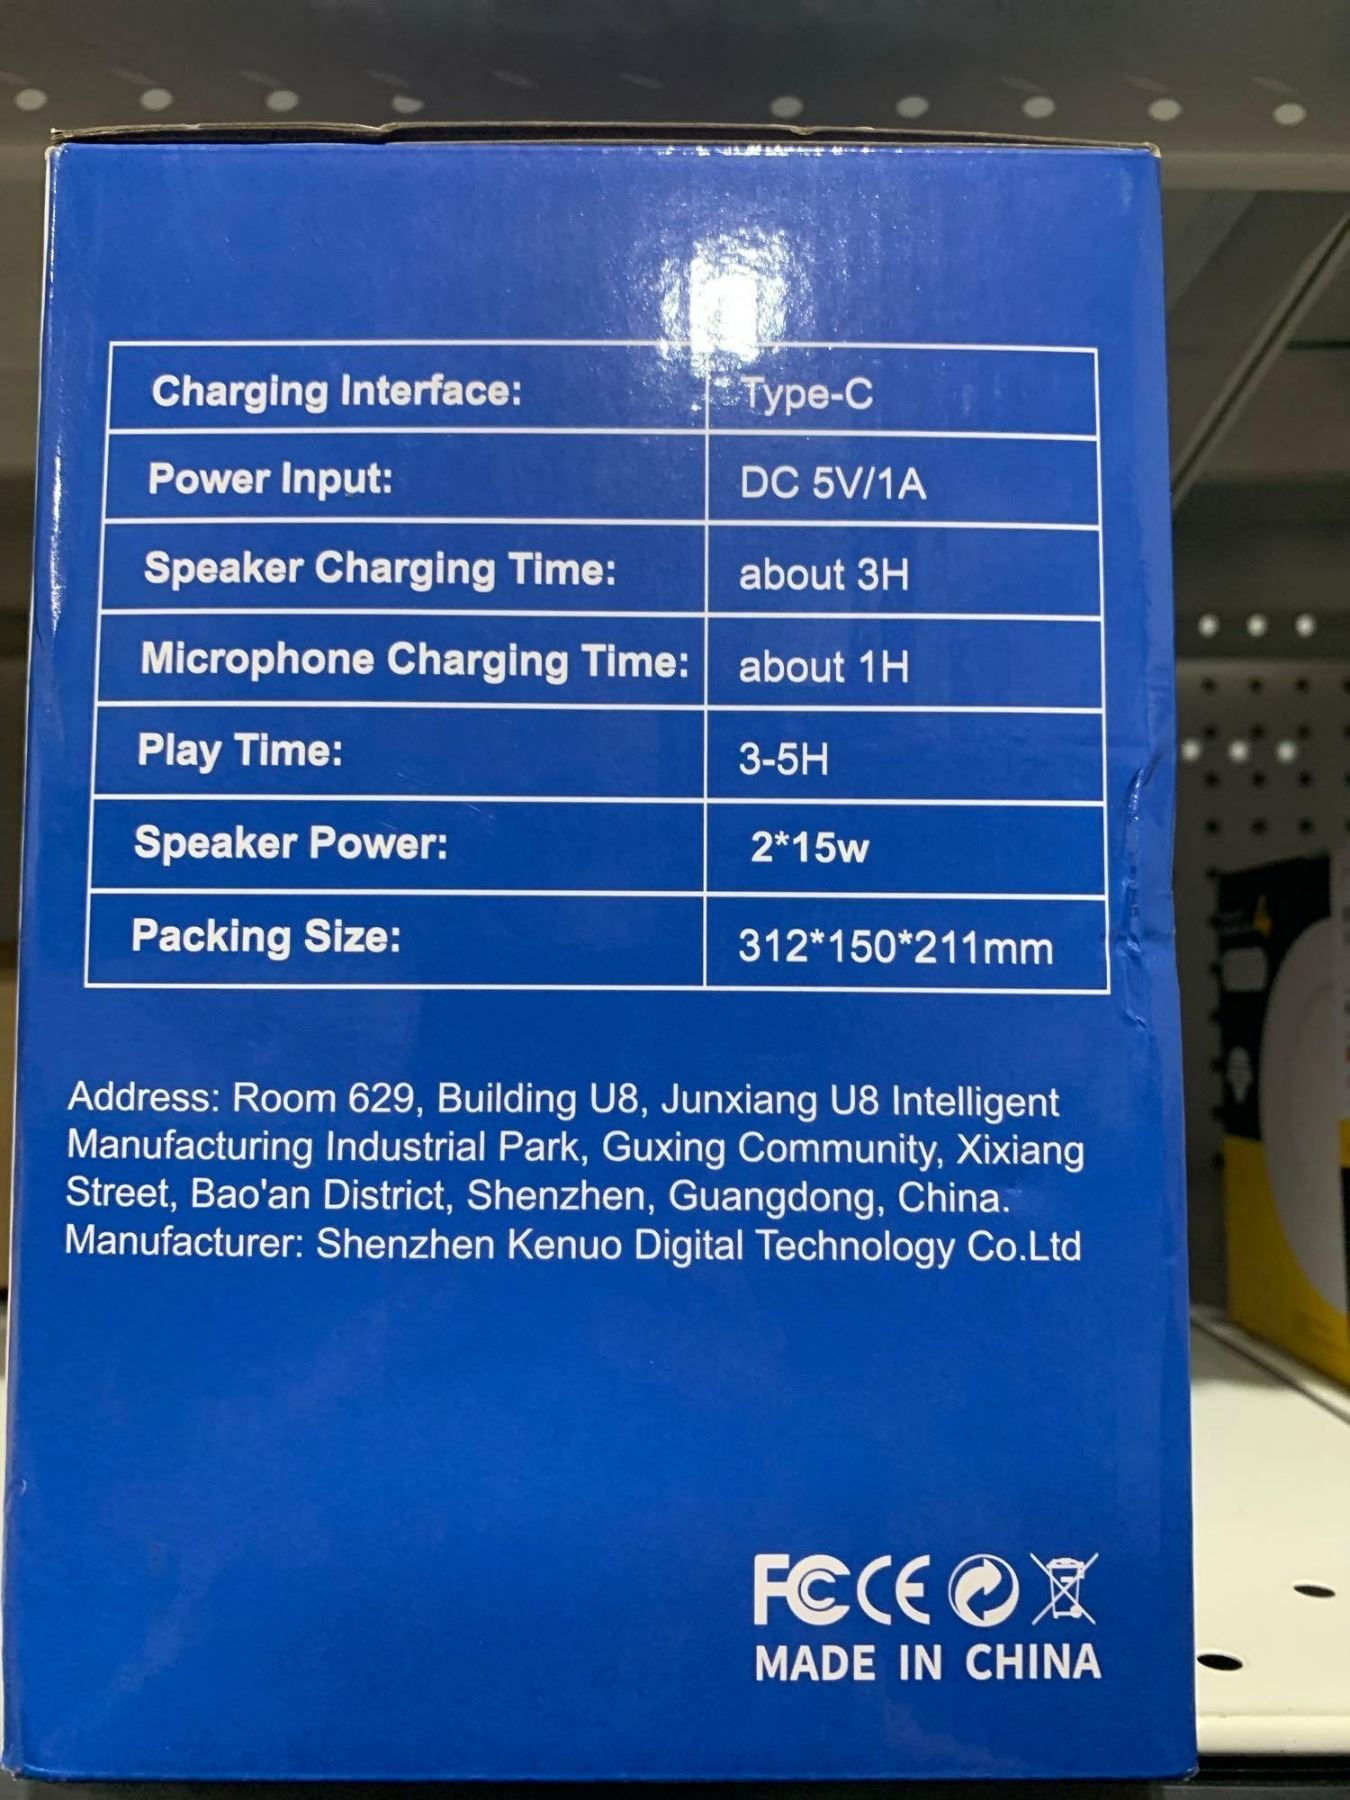 Charging Interface: Type-C
Power Input: DC 5V/1A
Speaker Charging Time: about 3H
Microphone Charging Time: about 1H
Play Time: 3-5H
Speaker Power: 2*15w
Packing Size: 312*150*211mm
Address: Room 629, Building U8, Junxiang U8 Intelligent
Manufacturing Industrial Park, Guxing Community, Xixiang
Street, Bao'an District, Shenzhen, Guangdong, China.
Manufacturer: Shenzhen Kenuo Digital Technology Co.Ltd
FC CE
MADE IN CHINA